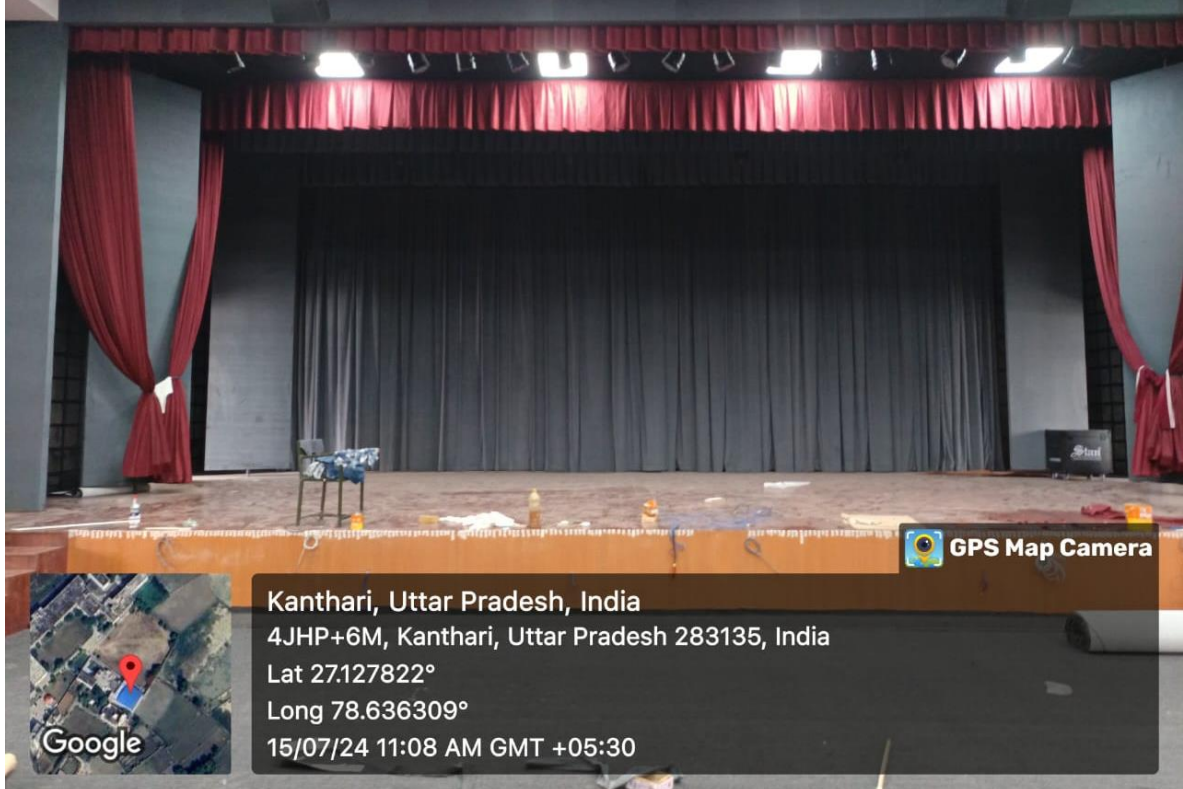 GPS Map Camera
Kanthari, Uttar Pradesh, India
4JHP+6M, Kanthari, Uttar Pradesh 283135, India
Lat 27.127822°
Long 78.636309°
15/07/24 11:08 AM GMT +05:30
Google